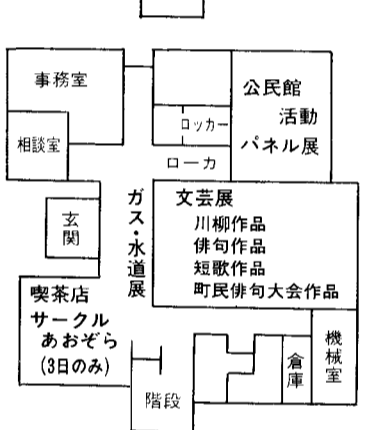 事務室
相談室
ロッカー
公民館
活動
パネル展
ローカ
玄関
ガス・水道展
文芸展
川柳作品
俳句作品
短歌作品
町民俳句大会作品
喫茶店
サークル
あおぞら
(3日のみ)
階段
倉庫
機械室